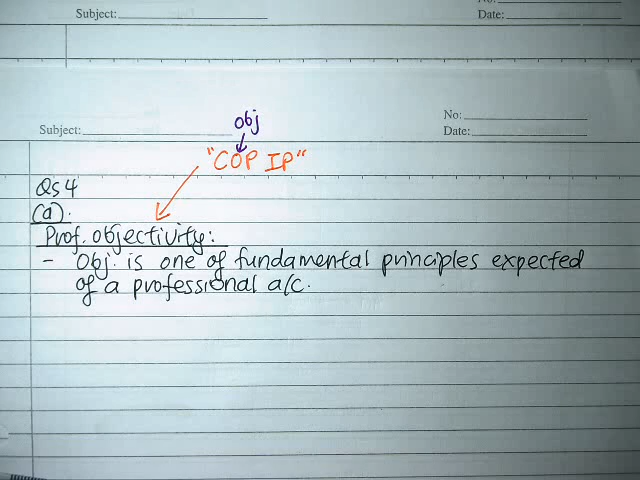 No:
Subject:
Date:
obj
No:
Subject:
Date:
"COP IP"
Qs 4
(a).
Prof. objectivity:
- Obj. is one of fundamental principles expected
of a professional a/c.